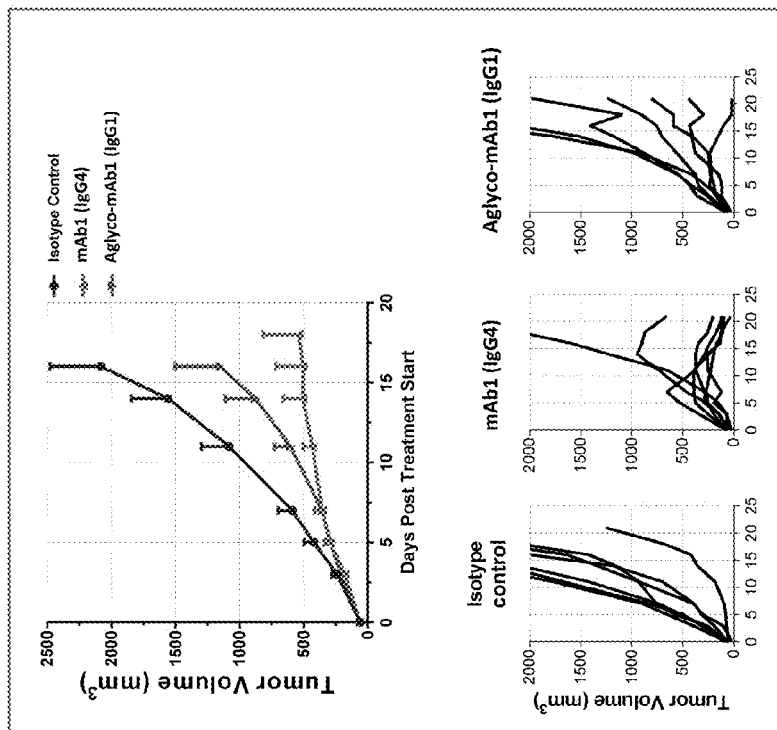 Isotype Control
mAb1 (IgG4)
Aglyco-mAb1 (IgG1)
Tumor Volume (mm3)
2500
2000
1500
1000
500
0
0 5 10 15 20
Days Post Treatment Start
Isotype
control
Tumor Volume (mm3)
2000
1500
1000
500
0
0 5 10 15 20 25
mAb1 (IgG4)
2000
1500
1000
500
0
0 5 10 15 20 25
Aglyco-mAb1 (IgG1)
2000
1500
1000
500
0
0 5 10 15 20 25